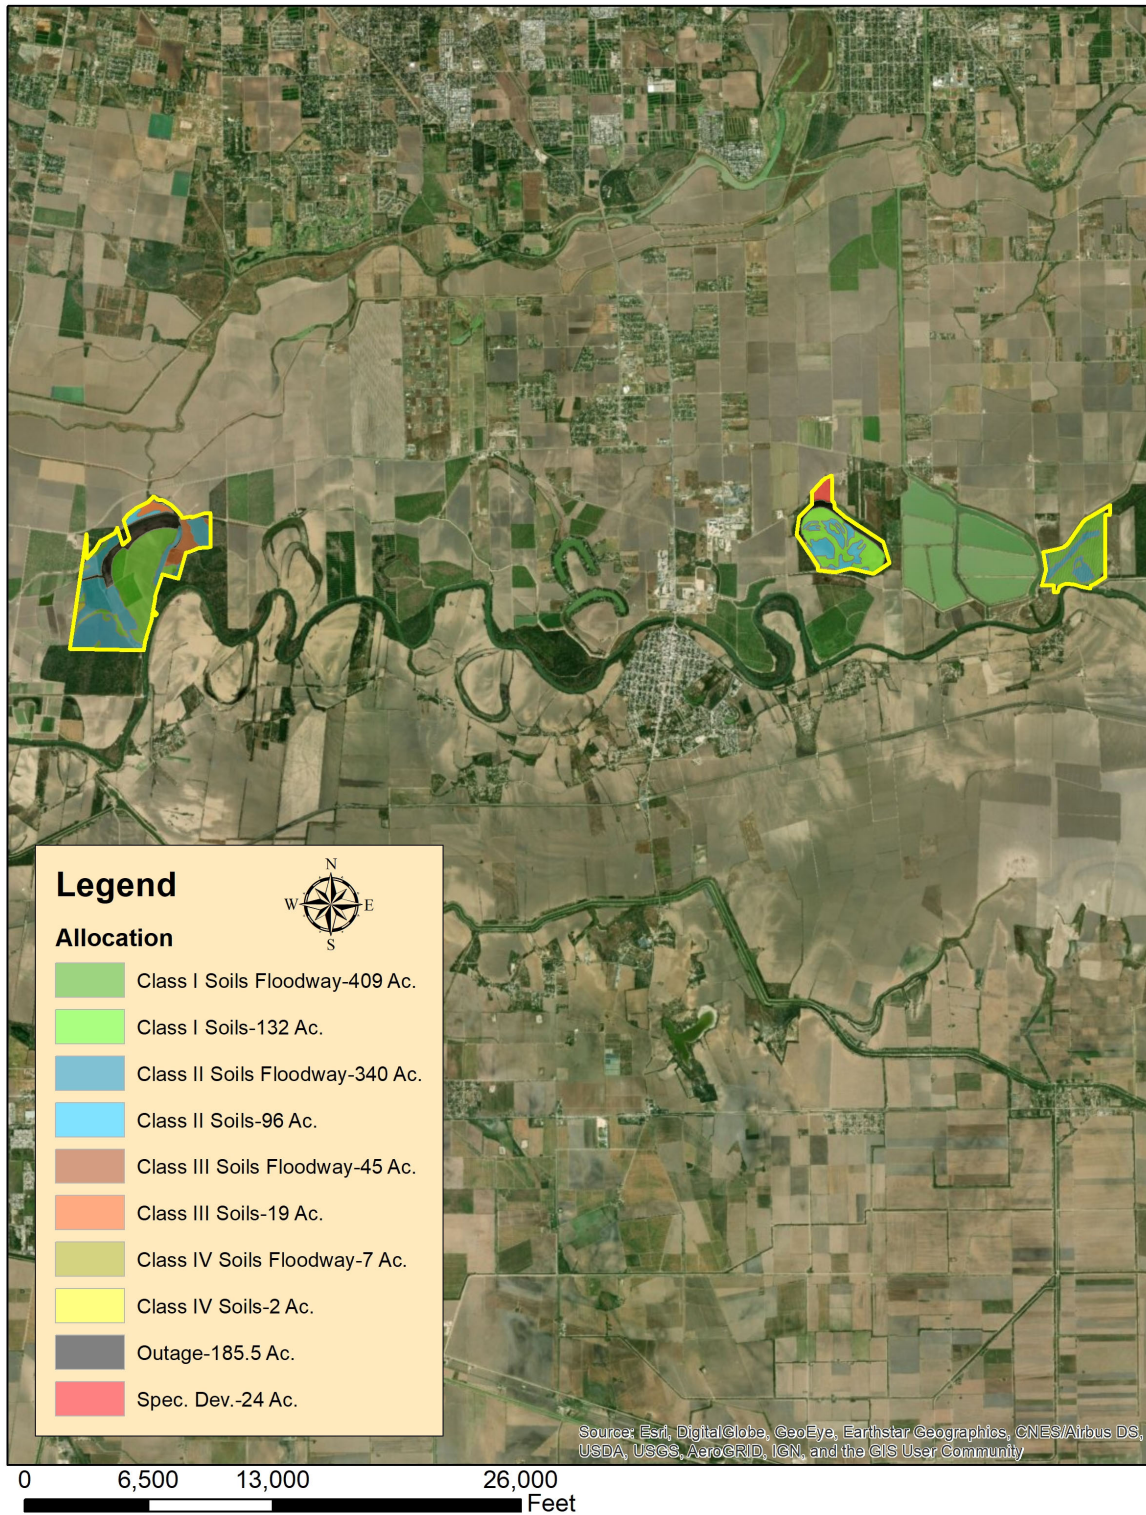 Legend
N
W E
S
Allocation
Class I Soils Floodway-409 Ac.
Class I Soils-132 Ac.
Class II Soils Floodway-340 Ac.
Class II Soils-96 Ac.
Class III Soils Floodway-45 Ac.
Class III Soils-19 Ac.
Class IV Soils Floodway-7 Ac.
Class IV Soils-2 Ac.
Outage-185.5 Ac.
Spec. Dev.-24 Ac.
Source: Esri, DigitalGlobe, GeoEye, Earthstar Geographics, CNES/Airbus DS,
USDA, USGS, AeroGRID, IGN, and the GIS User Community
0 6,500 13,000 26,000
Feet